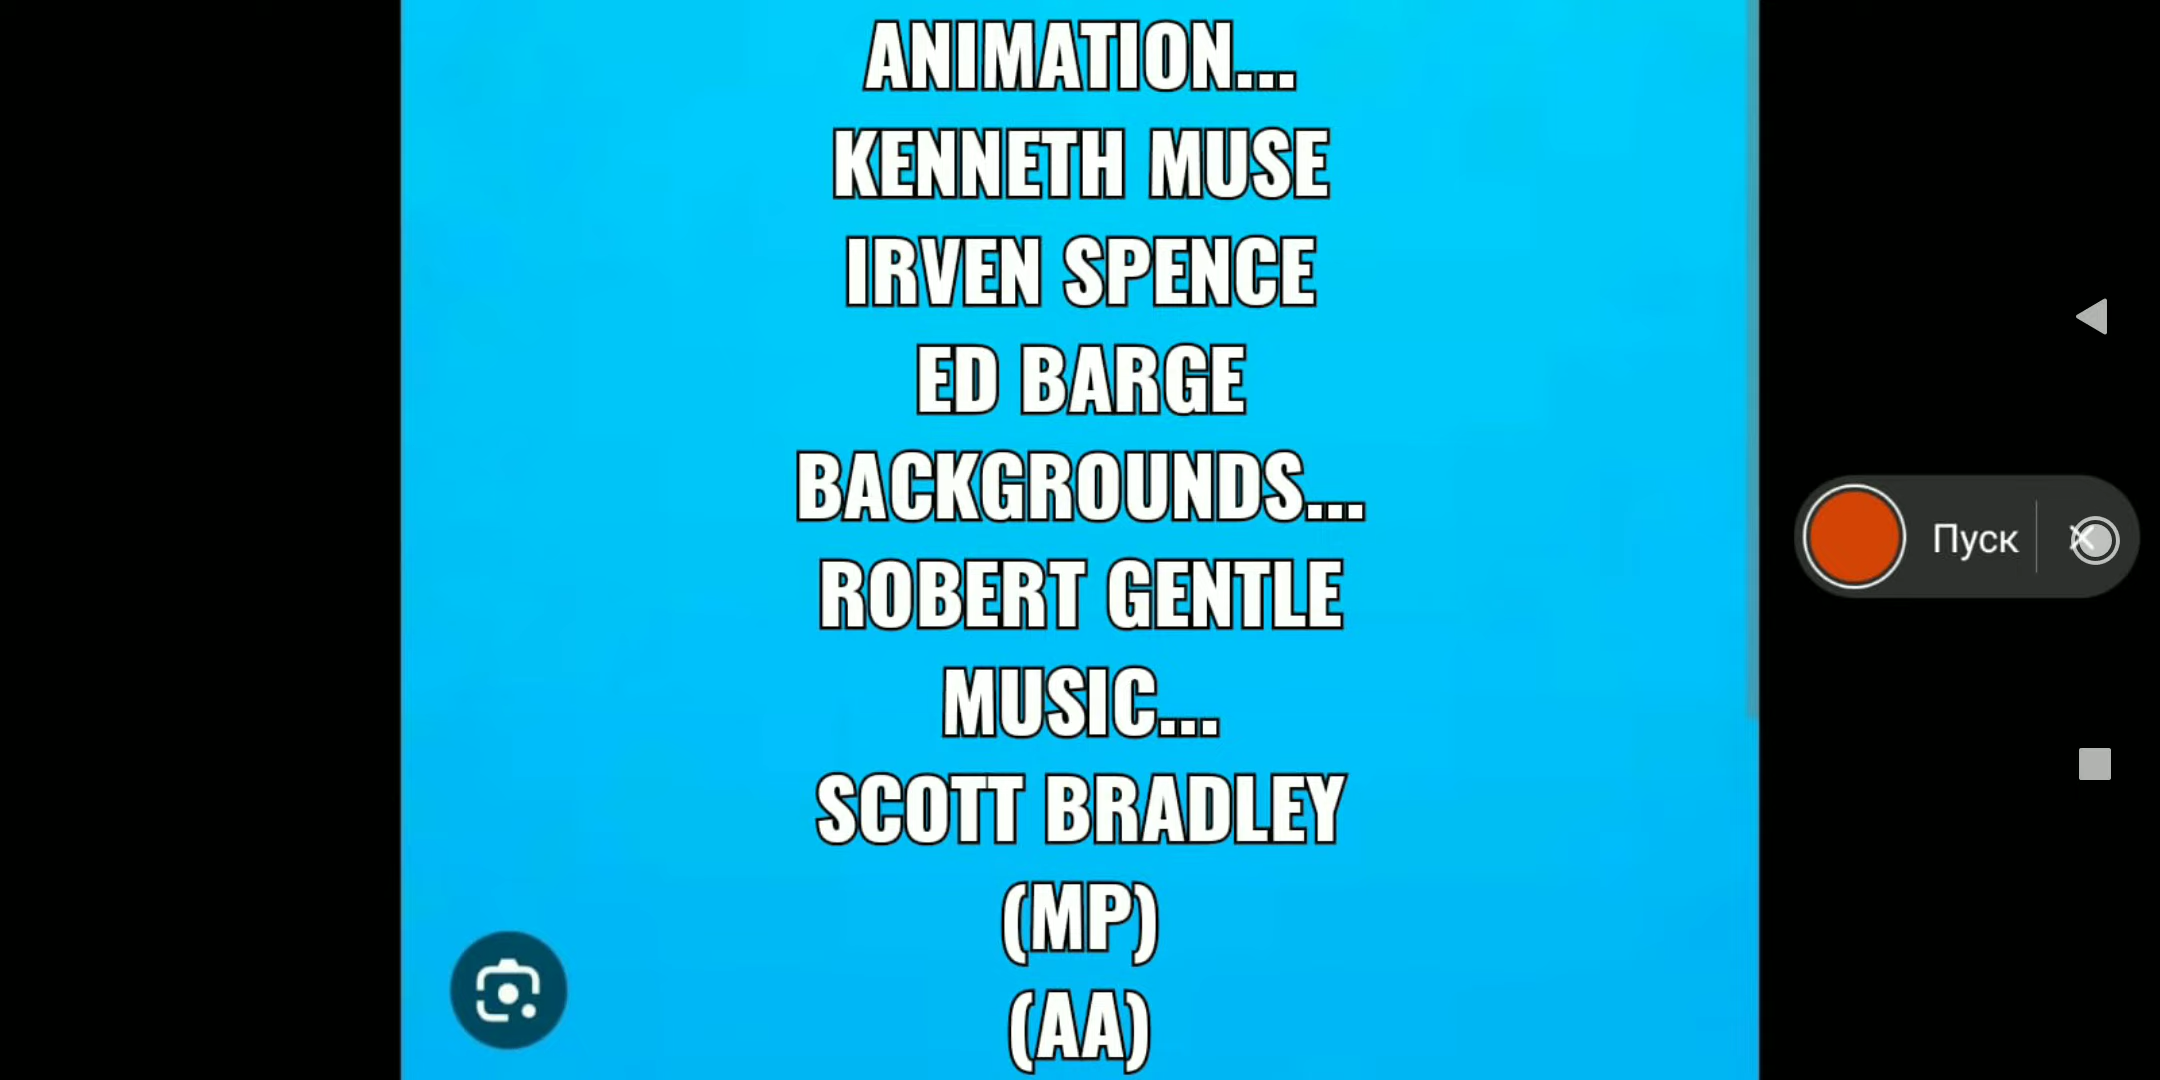 ANIMATION...
KENNETH MUSE
IRVEN SPENCE
ED BARGE
BACKGROUNDS...
ROBERT GENTLE
MUSIC...
SCOTT BRADLEY
(MP)
(AA)
Пуск